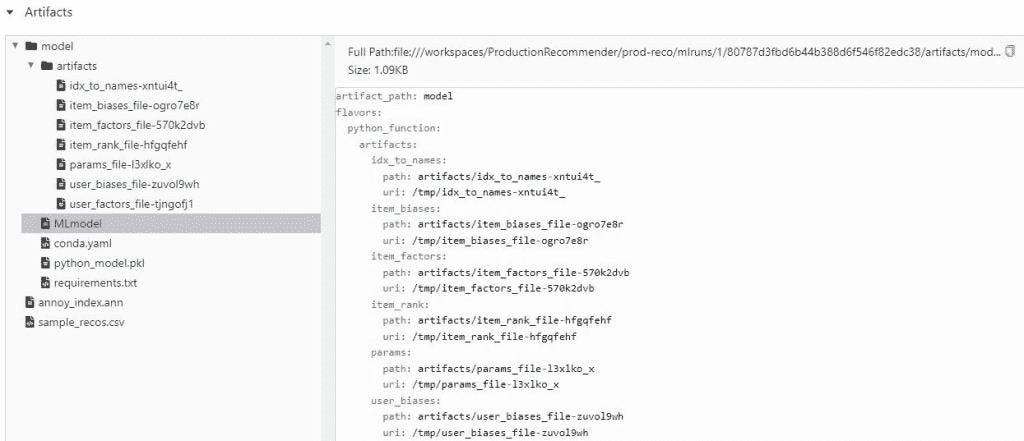 Artifacts
model
artifacts
idx_to_names-xntui4t_
item_biases_file-ogro7e8r
item_factors_file-570k2dvb
item_rank_file-hfgqfehf
params_file-l3xlko_x
user_biases_file-zuvol9wh
user_factors_file-tjngofj1
MLmodel
conda.yaml
python_model.pkl
requirements.txt
annoy_index.ann
sample_recos.csv
Full Path:file:///workspaces/ProductionRecommender/prod-reco/mlruns/1/80787d3fbd6b44b388d6f546f82edc38/artifacts/mod...
Size: 1.09KB
artifact_path: model
flavors:
python_function:
artifacts:
idx_to_names:
path: artifacts/idx_to_names-xntui4t_
uri: /tmp/idx_to_names-xntui4t_
item_biases:
path: artifacts/item_biases_file-ogro7e8r
uri: /tmp/item_biases_file-ogro7e8r
item_factors:
path: artifacts/item_factors_file-570k2dvb
uri: /tmp/item_factors_file-570k2dvb
item_rank:
path: artifacts/item_rank_file-hfgqfehf
uri: /tmp/item_rank_file-hfgqfehf
params:
path: artifacts/params_file-l3xlko_x
uri: /tmp/params_file-l3xlko_x
user_biases:
path: artifacts/user_biases_file-zuvol9wh
uri: /tmp/user_biases_file-zuvol9wh